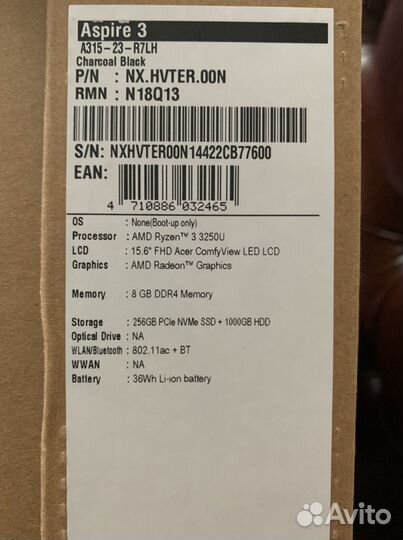 Aspire 3
A315-23-R7LH
Charcoal Black
P/N : NX.HVTER.00N
RMN : N18Q13
S/N: NXHVTER00N14422CB77600
EAN:
4 710886 032465
OS : None(Boot-up only)
Processor : AMD Ryzen™ 3 3250U
LCD : 15.6" FHD Acer ComfyView LED LCD
Graphics : AMD Radeon™ Graphics
Memory : 8 GB DDR4 Memory
Storage : 256GB PCIe NVMe SSD + 1000GB HDD
Optical Drive : NA
WLAN/Bluetooth : 802.11ac + BT
WWAN : NA
Battery : 36Wh Li-ion battery
Avito